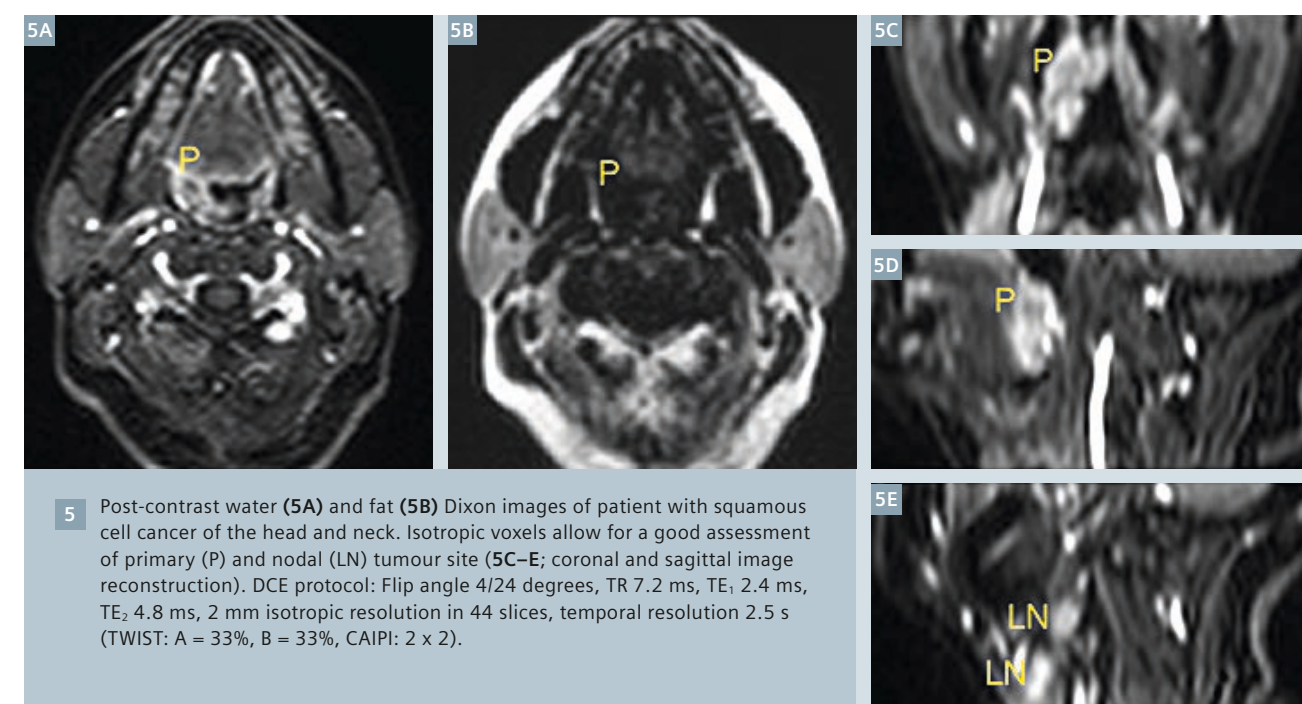 5A
P
5B
P
5C
P
5D
P
5E
LN
LN
5
Post-contrast water (5A) and fat (5B) Dixon images of patient with squamous
cell cancer of the head and neck. Isotropic voxels allow for a good assessment
of primary (P) and nodal (LN) tumour site (5C–E; coronal and sagittal image
reconstruction). DCE protocol: Flip angle 4/24 degrees, TR 7.2 ms, TE₁ 2.4 ms,
TE₂ 4.8 ms, 2 mm isotropic resolution in 44 slices, temporal resolution 2.5 s
(TWIST: A = 33%, B = 33%, CAIPI: 2 x 2).